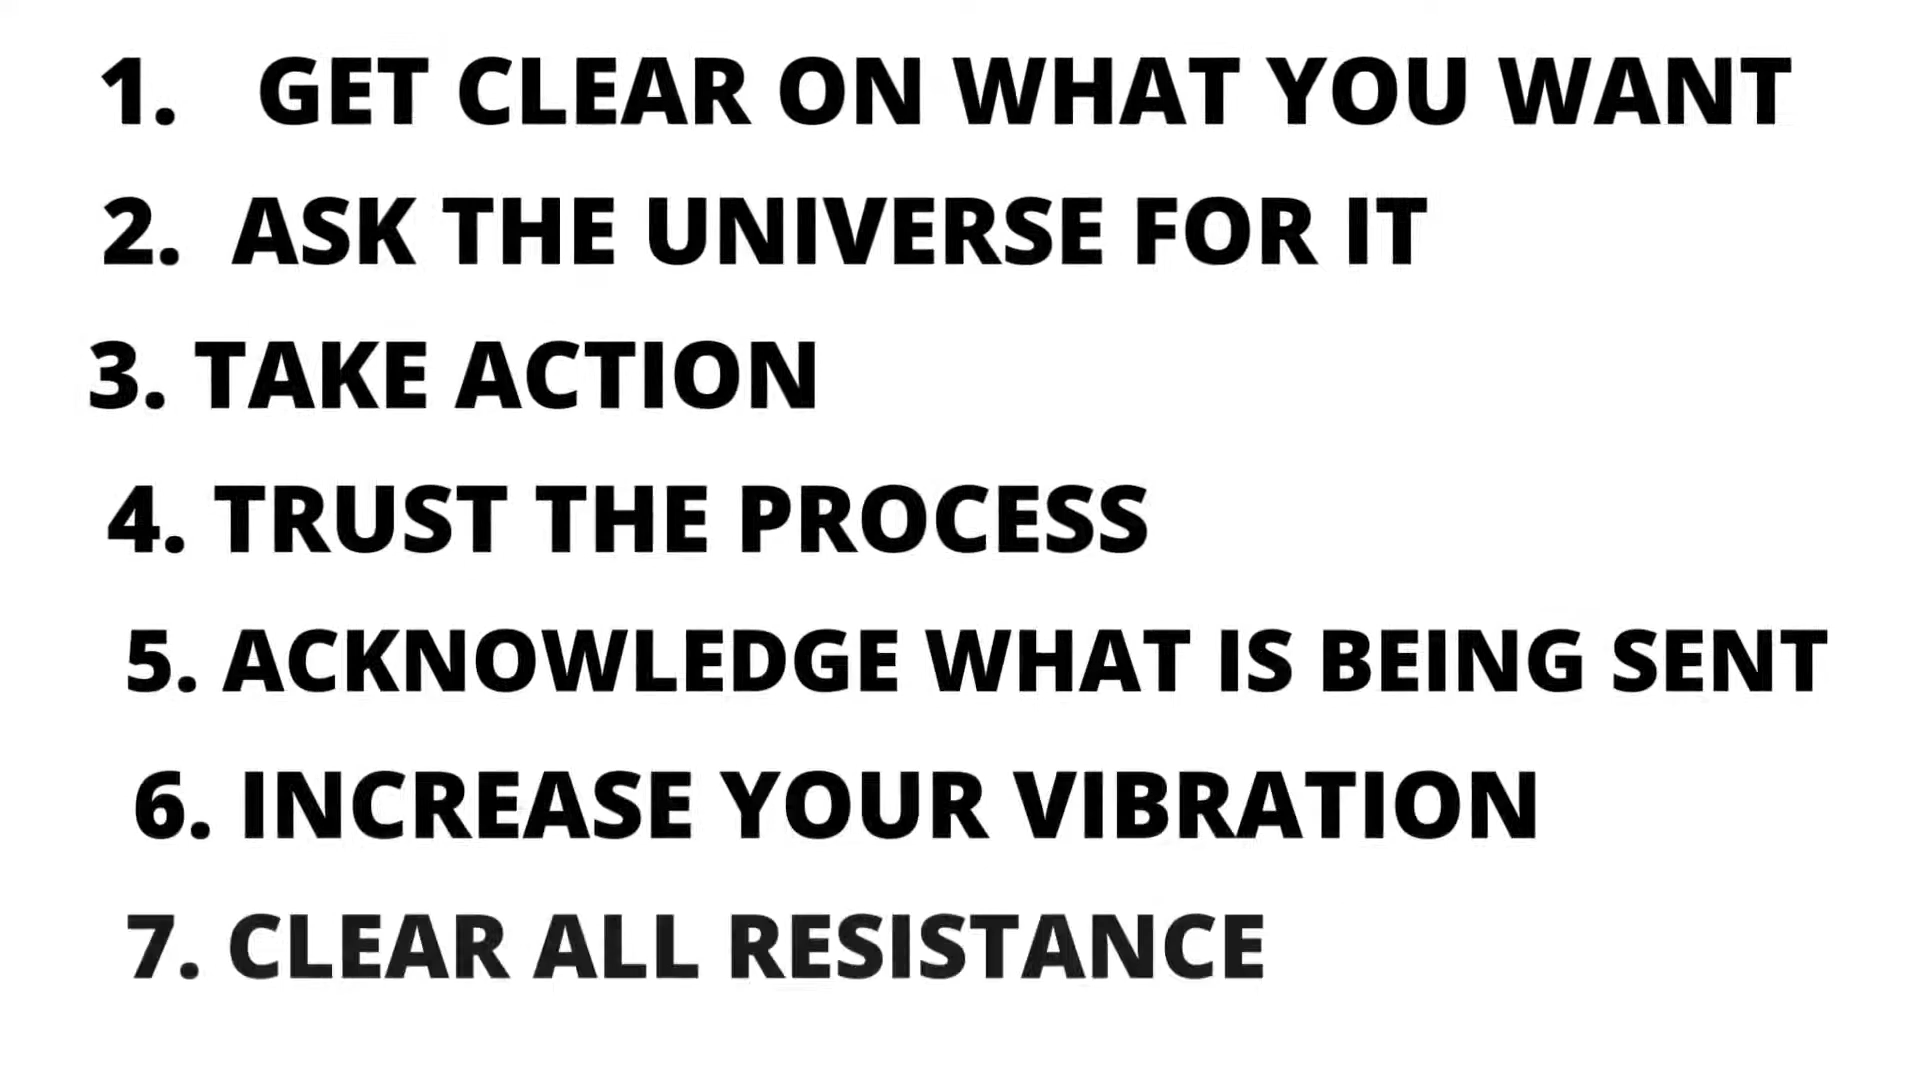 1. GET CLEAR ON WHAT YOU WANT
2. ASK THE UNIVERSE FOR IT
3. TAKE ACTION
4. TRUST THE PROCESS
5. ACKNOWLEDGE WHAT IS BEING SENT
6. INCREASE YOUR VIBRATION
7. CLEAR ALL RESISTANCE